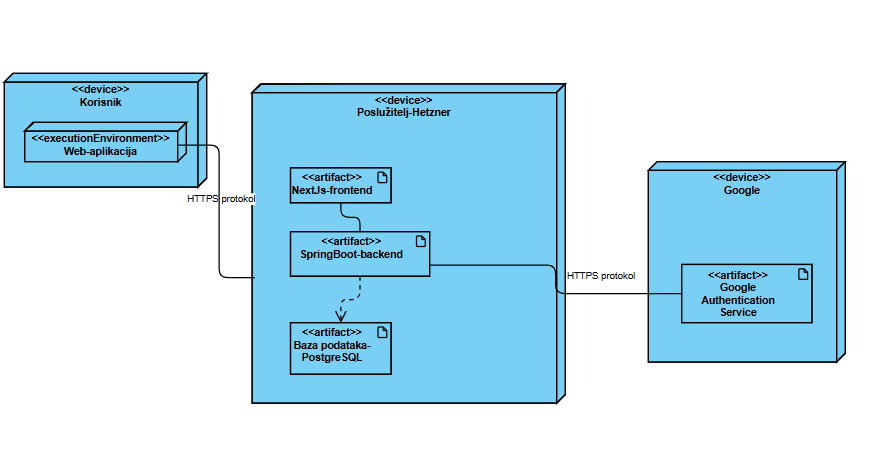 <<device>>
Korisnik
<<executionEnvironment>>
Web-aplikacija
HTTPS protokol
<<device>>
Poslužitelj-Hetzner
<<artifact>>
NextJs-frontend
<<artifact>>
SpringBoot-backend
<<artifact>>
Baza podataka-
PostgreSQL
HTTPS protokol
<<device>>
Google
<<artifact>>
Google
Authentication
Service